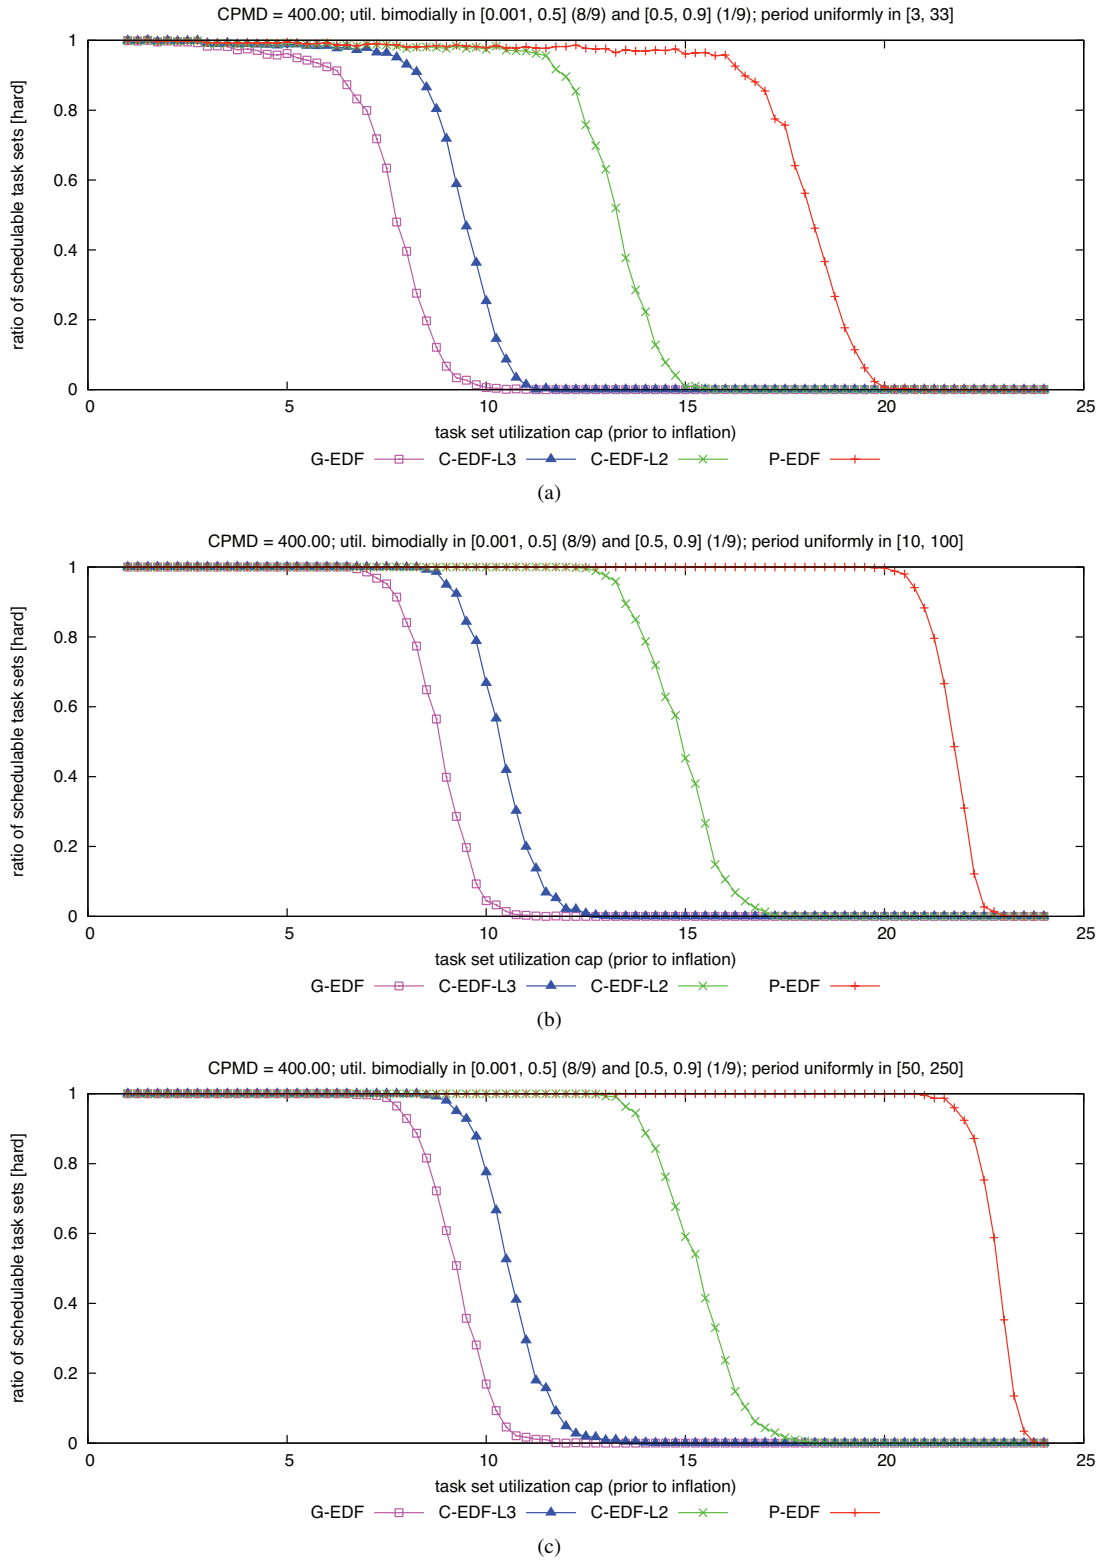 CPMD = 400.00; util. bimodially in [0.001, 0.5] (8/9) and [0.5, 0.9] (1/9); period uniformly in [3, 33]
ratio of schedulable task sets [hard]
1
0.8
0.6
0.4
0.2
0
0 5 10 15 20 25
task set utilization cap (prior to inflation)
G-EDF C-EDF-L3 C-EDF-L2 P-EDF
(a)
CPMD = 400.00; util. bimodially in [0.001, 0.5] (8/9) and [0.5, 0.9] (1/9); period uniformly in [10, 100]
ratio of schedulable task sets [hard]
1
0.8
0.6
0.4
0.2
0
0 5 10 15 20 25
task set utilization cap (prior to inflation)
G-EDF C-EDF-L3 C-EDF-L2 P-EDF
(b)
CPMD = 400.00; util. bimodially in [0.001, 0.5] (8/9) and [0.5, 0.9] (1/9); period uniformly in [50, 250]
ratio of schedulable task sets [hard]
1
0.8
0.6
0.4
0.2
0
0 5 10 15 20 25
task set utilization cap (prior to inflation)
G-EDF C-EDF-L3 C-EDF-L2 P-EDF
(c)